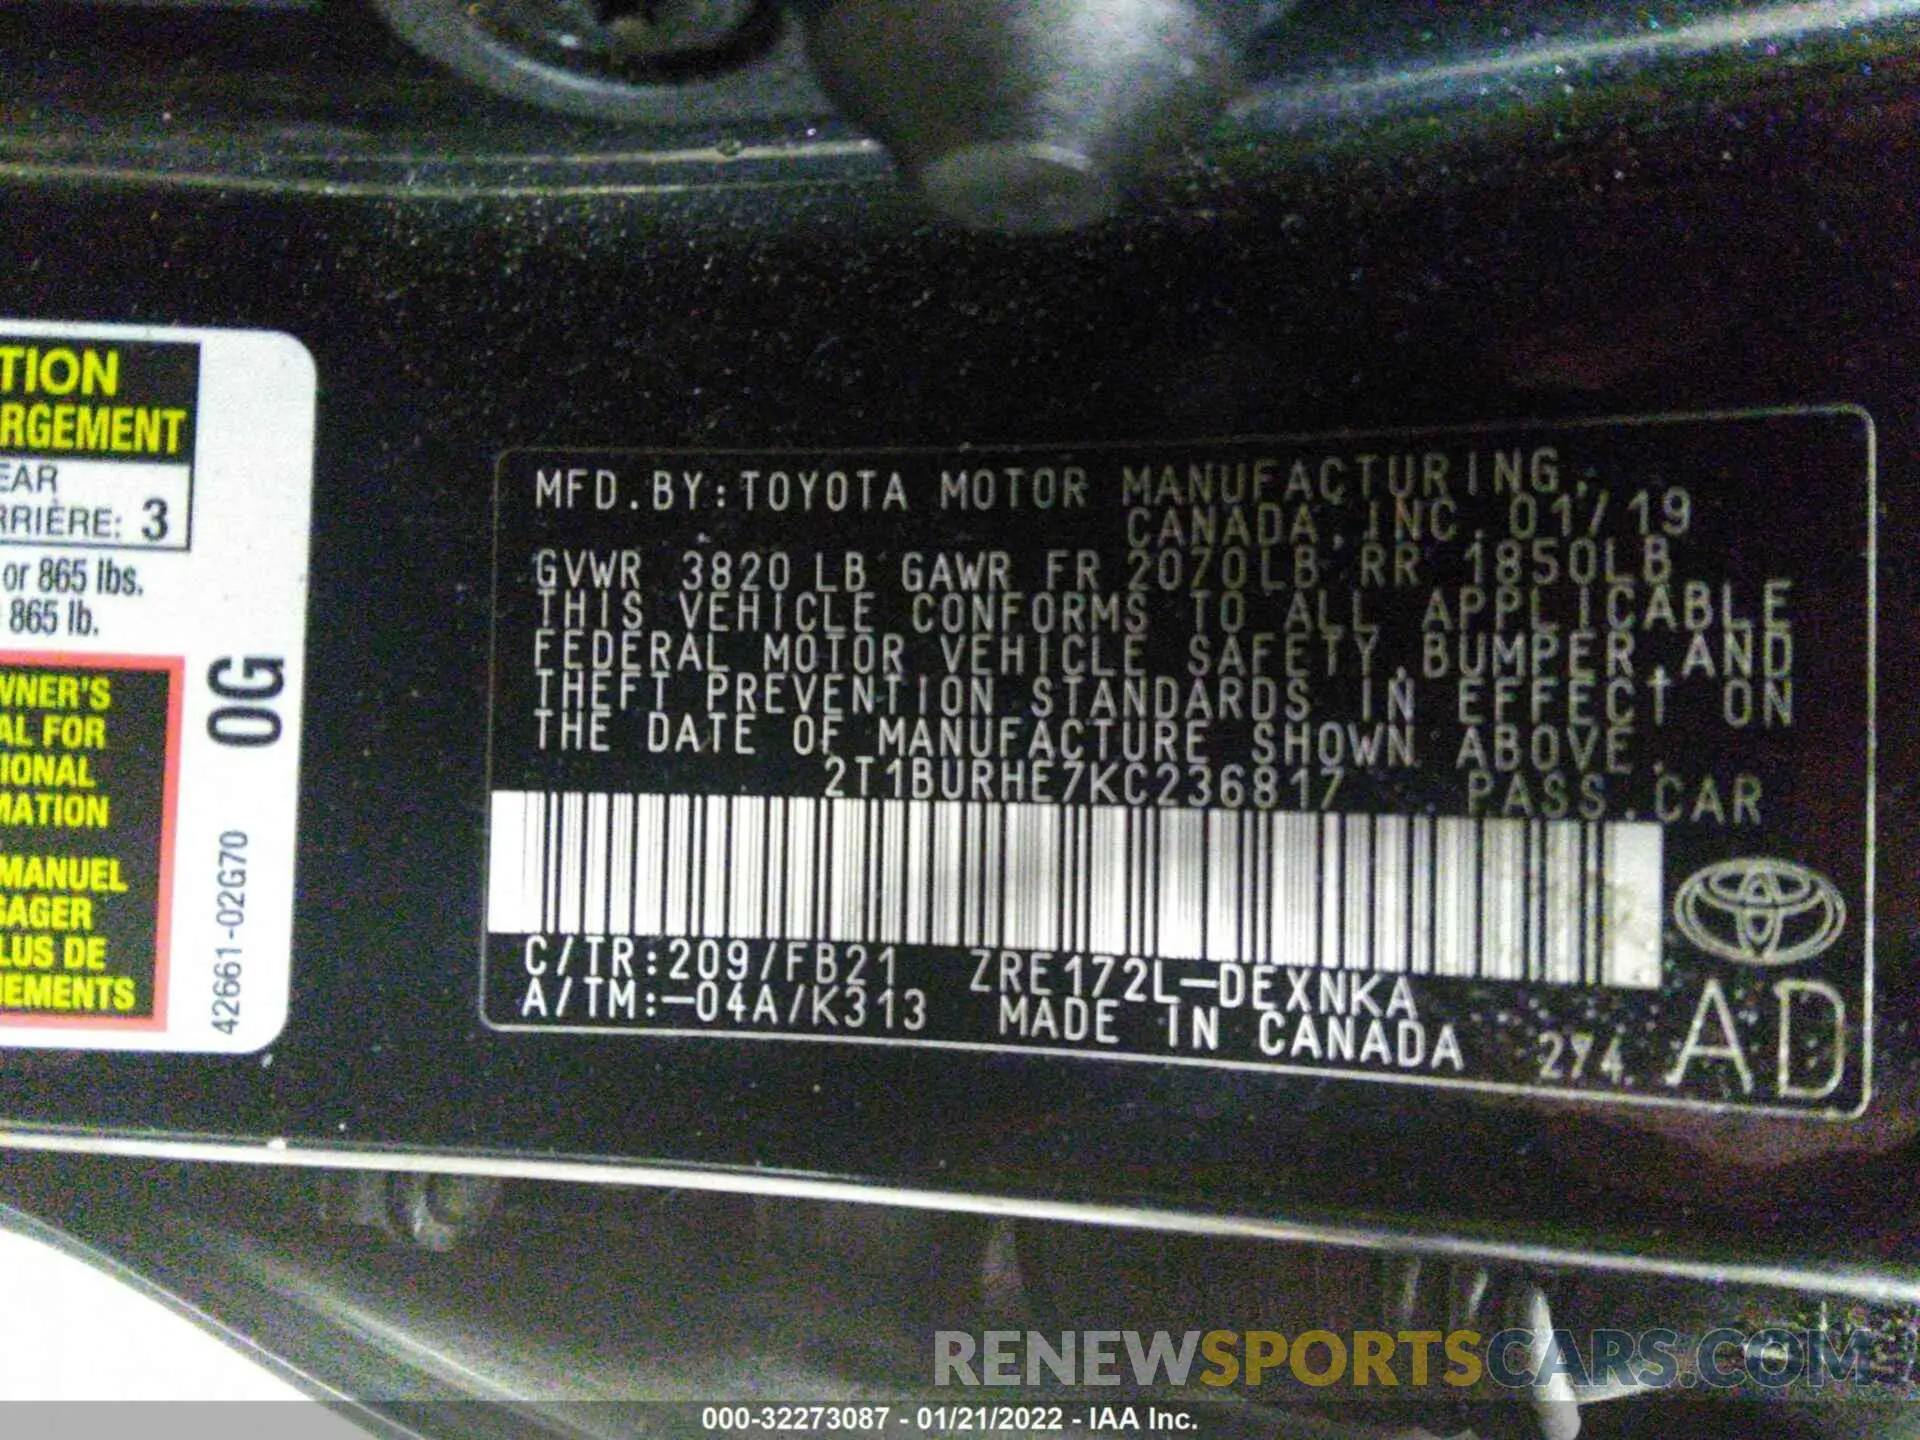 TION
RGEMENT
EAR
RRIÈRE: 3
or 865 lbs.
865 lb.
WNER'S
AL FOR
IONAL
MATION
MANUEL
SAGER
LUS DE
NEMENTS
0G
42661-02G70
MFD.BY:TOYOTA MOTOR MANUFACTURING,
CANADA,INC. 01/19
GVWR 3820 LB GAWR FR 2070LB RR 1850LB
THIS VEHICLE CONFORMS TO ALL APPLICABLE
FEDERAL MOTOR VEHICLE SAFETY,BUMPER,AND
THEFT PREVENTION STANDARDS IN EFFECT ON
THE DATE OF MANUFACTURE SHOWN ABOVE.
2T1BURHE7KC236817 PASS.CAR
C/TR:209/FB21 ZRE172L-DEXNKA
A/TM:-04A/K313 MADE IN CANADA 274. AD
RENEWSPORTSCARS.COM
000-32273087 - 01/21/2022 - IAA Inc.